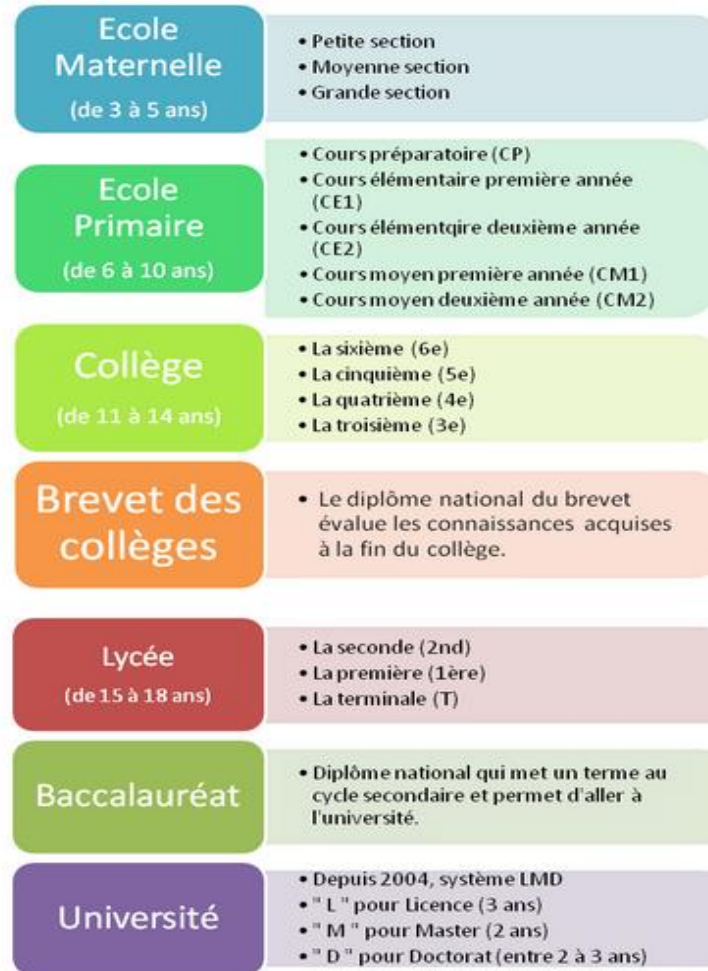 Ecole
Maternelle
(de 3 à 5 ans)
• Petite section
• Moyenne section
• Grande section
Ecole
Primaire
(de 6 à 10 ans)
• Cours préparatoire (CP)
• Cours élémentaire première année
(CE1)
• Cours élémentqire deuxième année
(CE2)
• Cours moyen première année (CM1)
• Cours moyen deuxième année (CM2)
Collège
(de 11 à 14 ans)
• La sixième (6e)
• La cinquième (5e)
• La quatrième (4e)
• La troisième (3e)
Brevet des
collèges
• Le diplôme national du brevet
évalue les connaissances acquises
à la fin du collège.
Lycée
(de 15 à 18 ans)
• La seconde (2nd)
• La première (1ère)
• La terminale (T)
Baccalauréat
• Diplôme national qui met un terme au
cycle secondaire et permet d'aller à
l'université.
Université
• Depuis 2004, système LMD
• " L " pour Licence (3 ans)
• " M " pour Master (2 ans)
• " D " pour Doctorat (entre 2 à 3 ans)